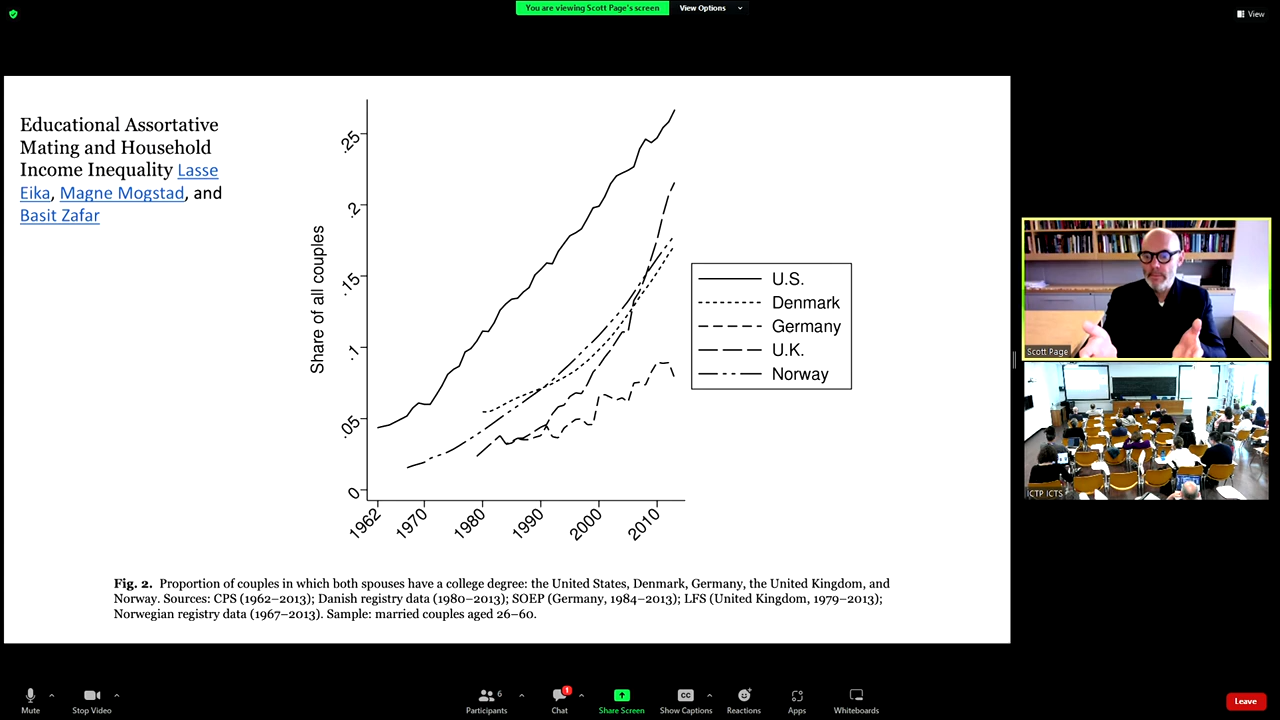 You are viewing Scott Page's screen
View Options
View
Educational Assortative
Mating and Household
Income Inequality Lasse
Eika, Magne Mogstad, and
Basit Zafar
Share of all couples
.25
.2
.15
.1
.05
0
1962
1970
1980
1990
2000
2010
U.S.
Denmark
Germany
U.K.
Norway
Fig. 2. Proportion of couples in which both spouses have a college degree: the United States, Denmark, Germany, the United Kingdom, and
Norway. Sources: CPS (1962–2013); Danish registry data (1980–2013); SOEP (Germany, 1984–2013); LFS (United Kingdom, 1979–2013);
Norwegian registry data (1967–2013). Sample: married couples aged 26–60.
Scott Page
ICTP ICTS
Mute
Stop Video
Participants
6
Chat
1
Share Screen
CC
Show Captions
Reactions
Apps
Whiteboards
Leave